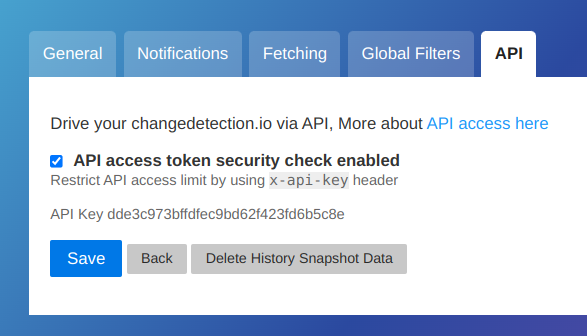 General
Notifications
Fetching
Global Filters
API
Drive your changedetection.io via API, More about API access here
API access token security check enabled
Restrict API access limit by using x-api-key header
API Key dde3c973bffdfec9bd62f423fd6b5c8e
Save
Back
Delete History Snapshot Data